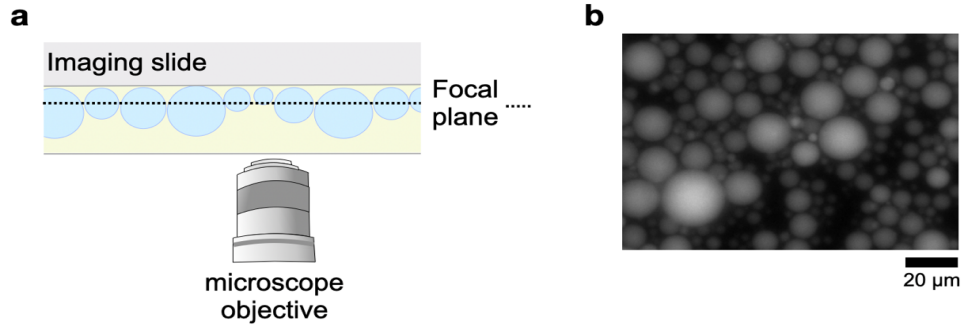 a
Imaging slide
Focal
plane
microscope
objective
b
20 µm